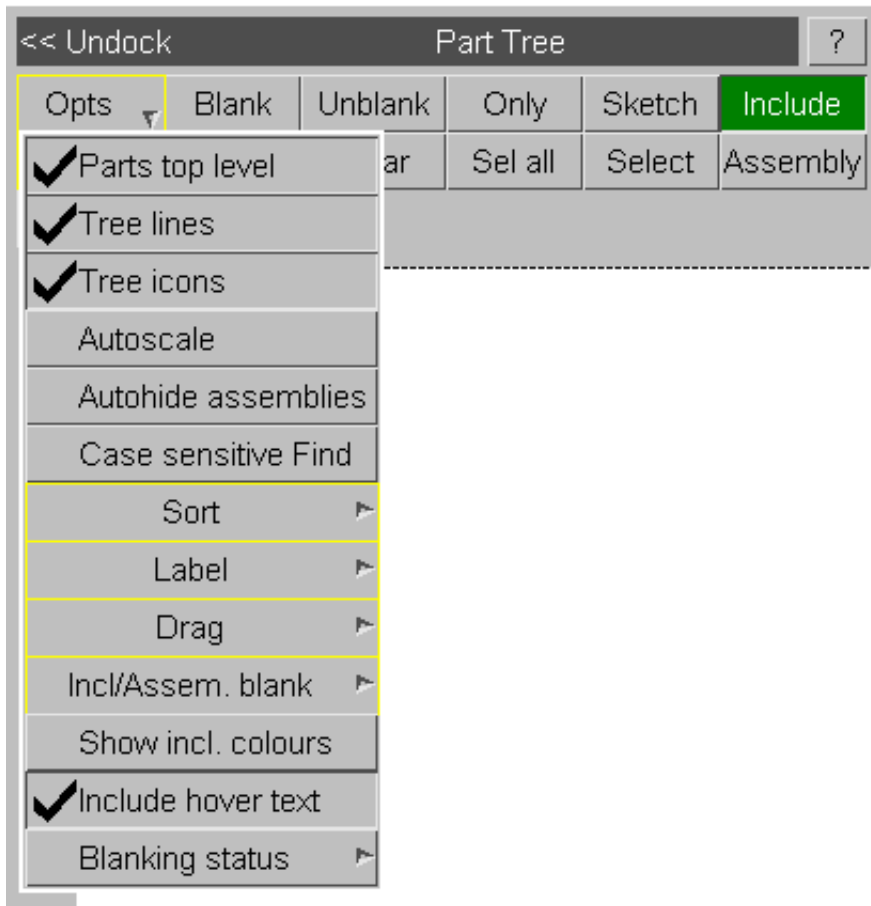 << Undock Part Tree ?
Opts Blank Unblank Only Sketch Include
ar Sel all Select Assembly
Parts top level
Tree lines
Tree icons
Autoscale
Autohide assemblies
Case sensitive Find
Sort
Label
Drag
Incl/Assem. blank
Show incl. colours
Include hover text
Blanking status